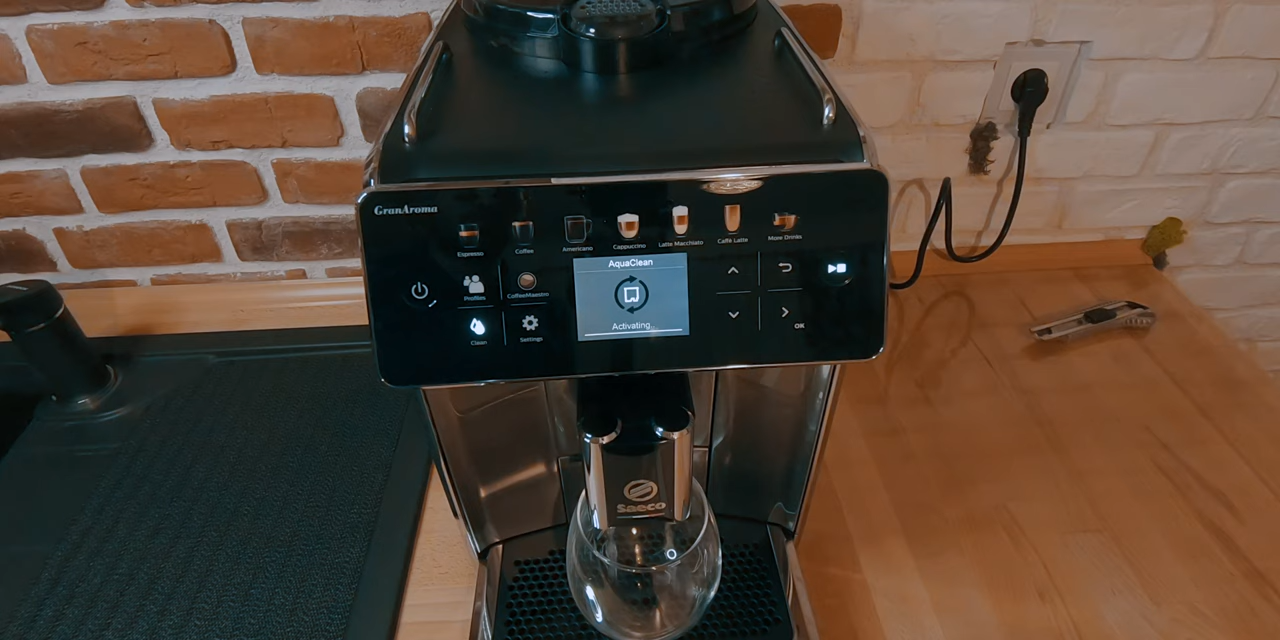 GranAroma
Espresso
Coffee
Americano
Cappuccino
Latte Macchiato
Caffè Latte
More Drinks
Profiles
CoffeeMaestro
Clean
Settings
AquaClean
Activating..
OK
Saeco